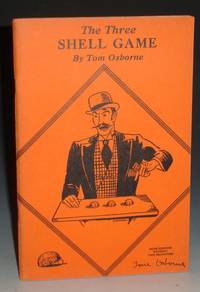 The Three
SHELL GAME
By Tom Osborne
Tom Osborne